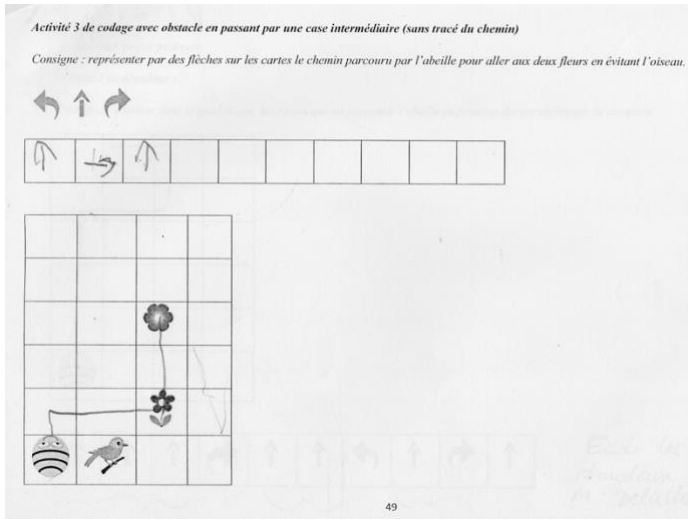 Activité 3 de codage avec obstacle en passant par une case intermédiaire (sans tracé du chemin)
Consigne : représenter par des flèches sur les cartes le chemin parcouru par l'abeille pour aller aux deux fleurs en évitant l'oiseau.
49